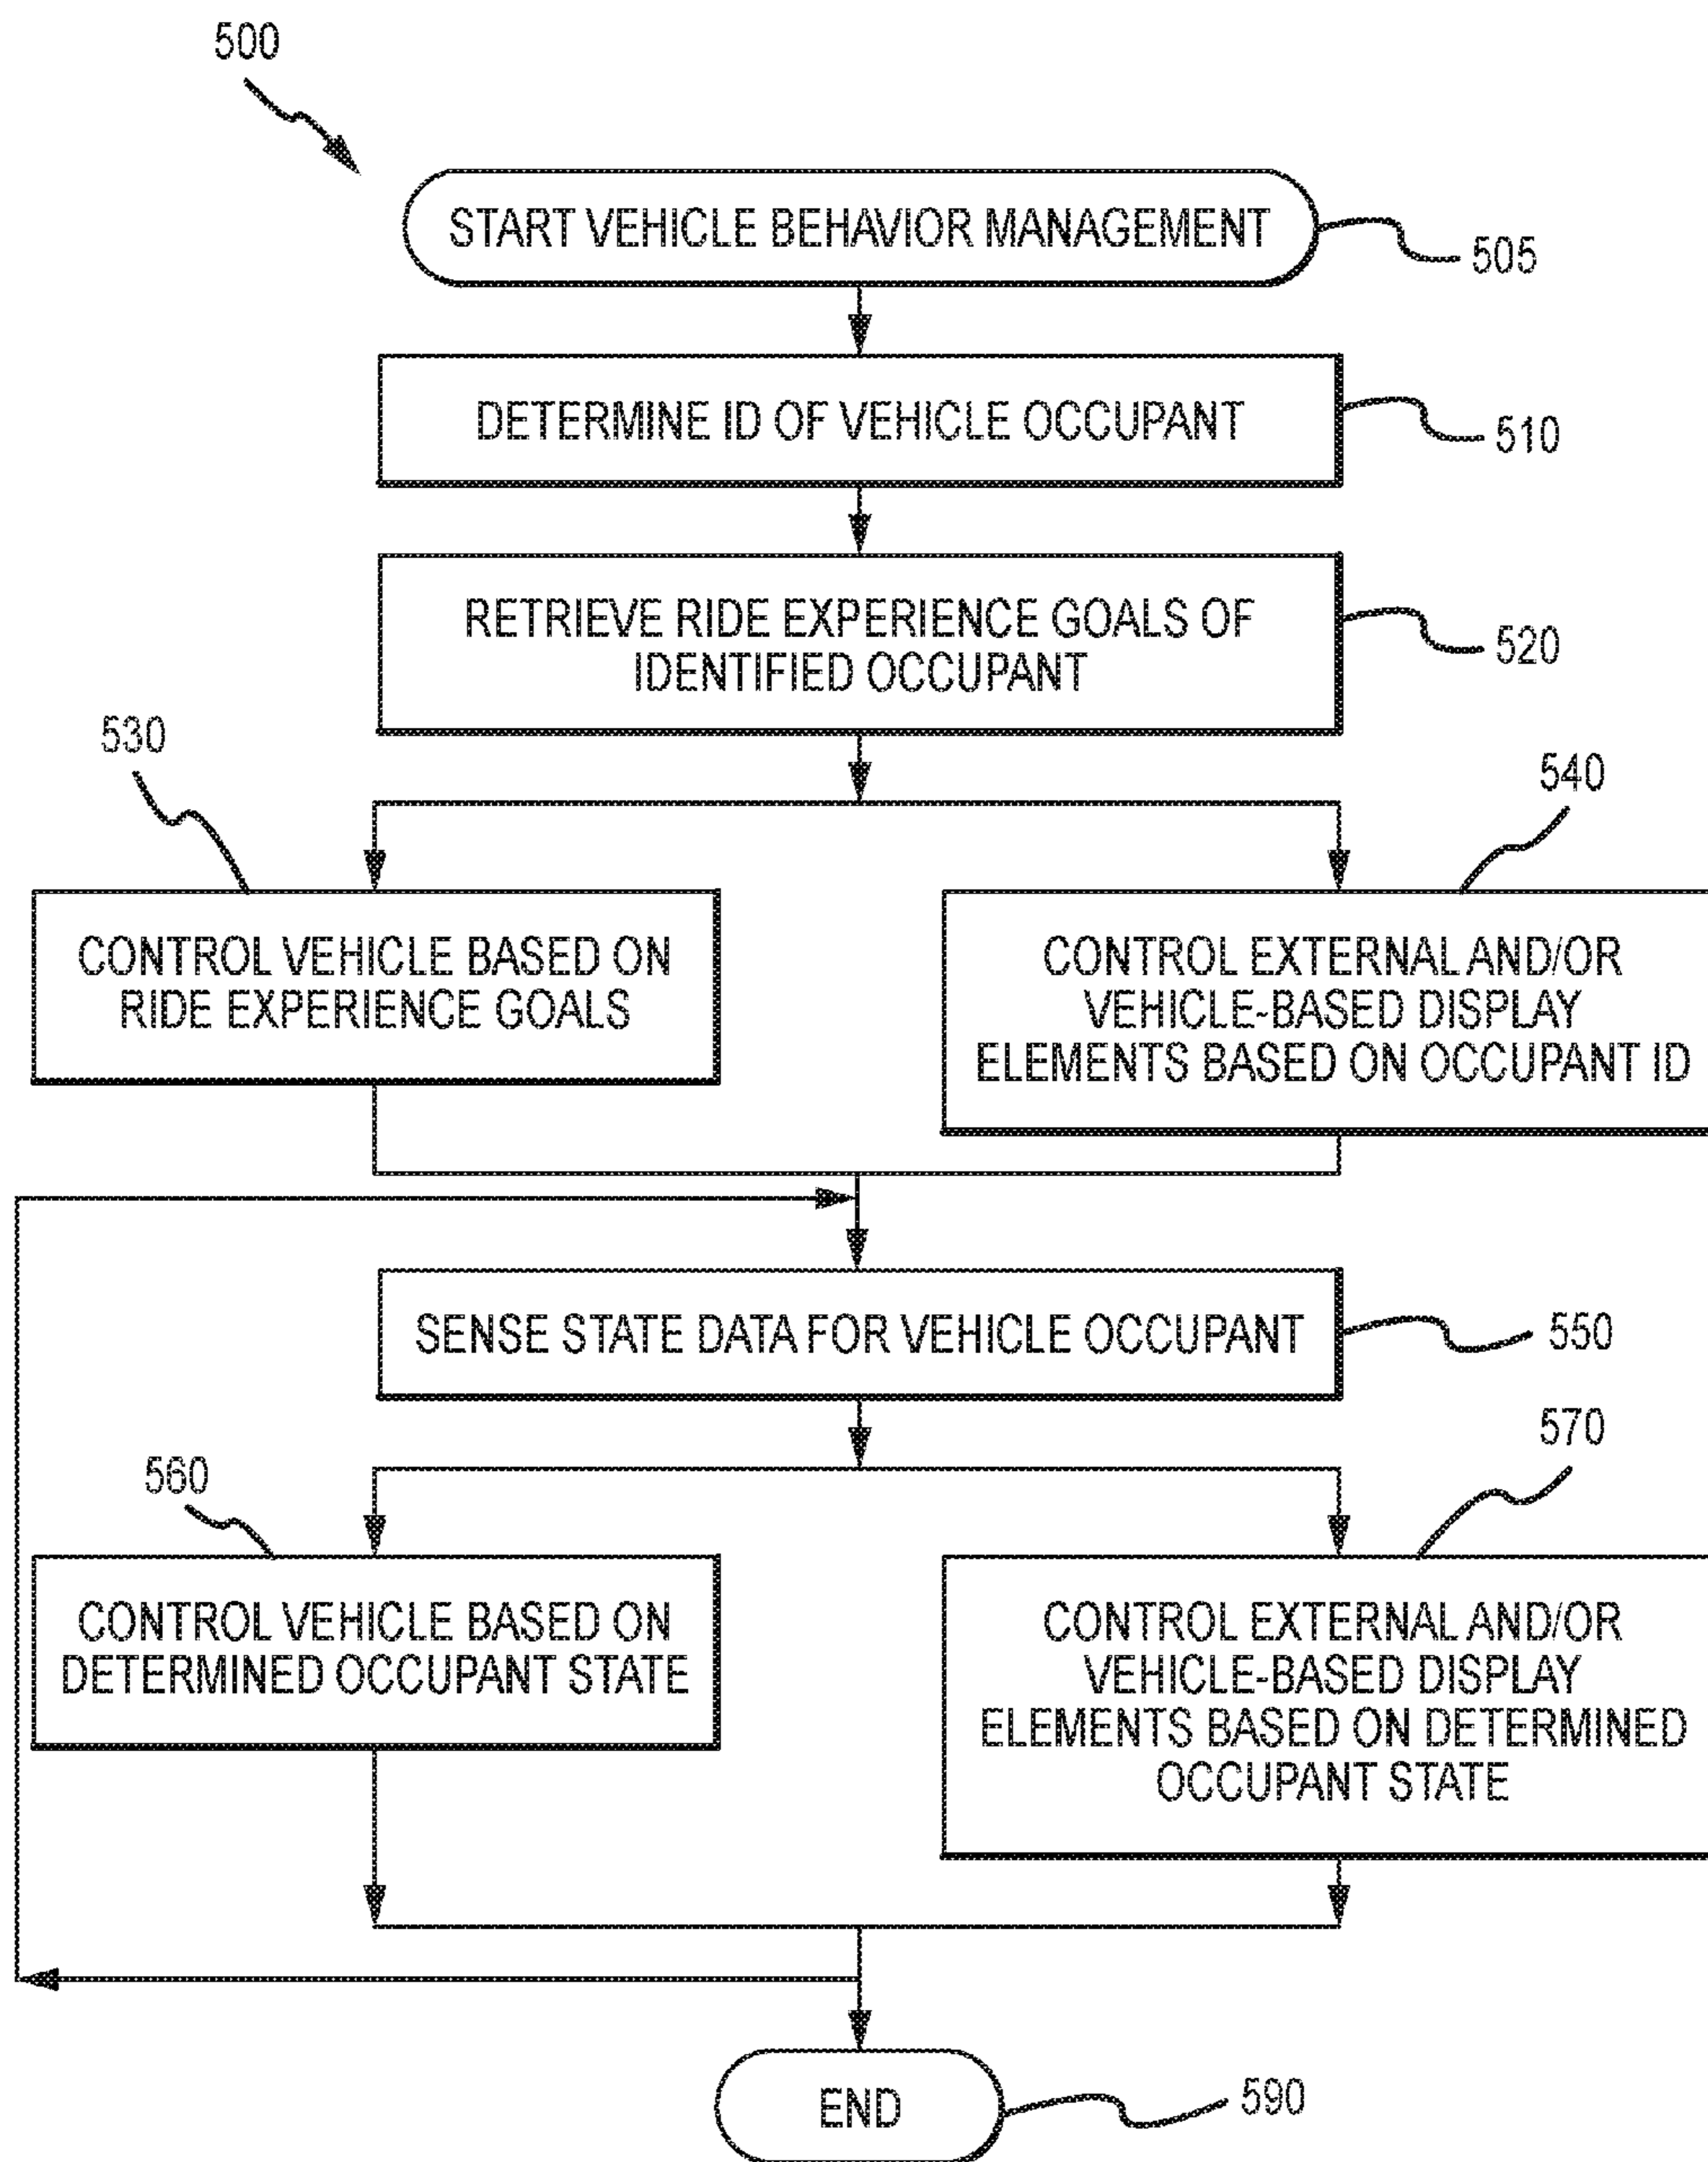 500
START VEHICLE BEHAVIOR MANAGEMENT
505
DETERMINE ID OF VEHICLE OCCUPANT
510
RETRIEVE RIDE EXPERIENCE GOALS OF
IDENTIFIED OCCUPANT
520
530
540
CONTROL VEHICLE BASED ON
RIDE EXPERIENCE GOALS
CONTROL EXTERNAL AND/OR
VEHICLE-BASED DISPLAY
ELEMENTS BASED ON OCCUPANT ID
SENSE STATE DATA FOR VEHICLE OCCUPANT
550
560
570
CONTROL VEHICLE BASED ON
DETERMINED OCCUPANT STATE
CONTROL EXTERNAL AND/OR
VEHICLE-BASED DISPLAY
ELEMENTS BASED ON DETERMINED
OCCUPANT STATE
END
590